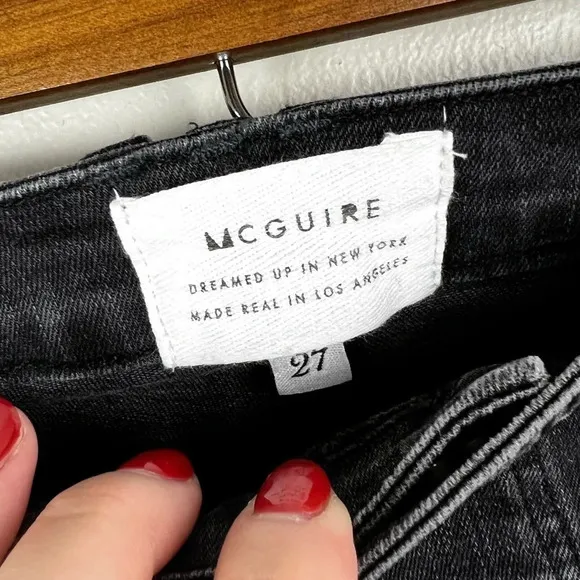 MCGUIRE
DREAMED UP IN NEW YORK
MADE REAL IN LOS ANGELES
27